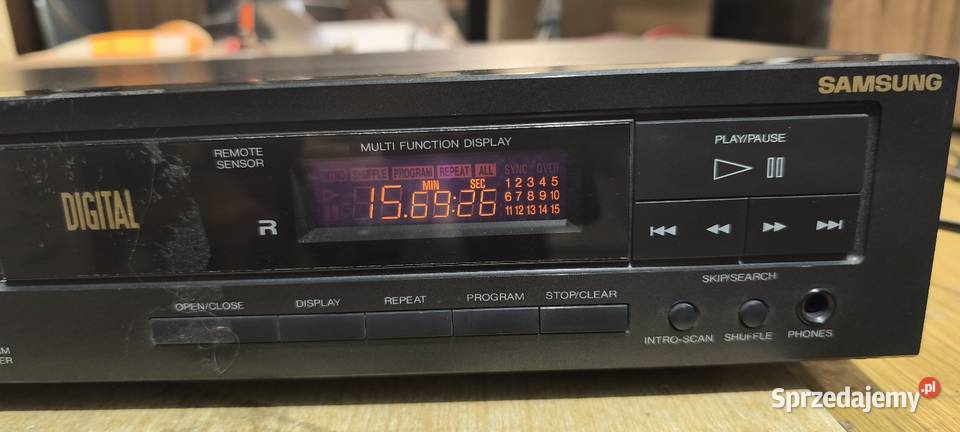 SAMSUNG
MULTI FUNCTION DISPLAY
PLAY/PAUSE
REMOTE
SENSOR
INTRO SHUFFLE PROGRAM REPEAT ALL SYNC OVER
MIN SEC
15.69:26
1 2 3 4 5
6 7 8 9 10
11 12 13 14 15
DIGITAL
R
SKIP/SEARCH
OPEN/CLOSE DISPLAY REPEAT PROGRAM STOP/CLEAR
INTRO-SCAN SHUFFLE PHONES
Sprzedajemy.pl